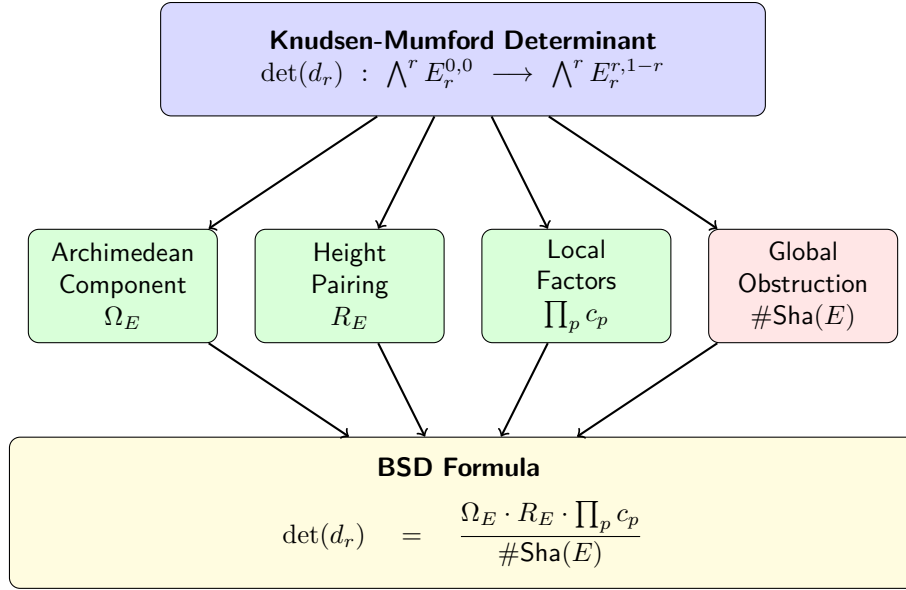 Knudsen-Mumford Determinant
det(d_r) : ⋀^r E_r^{0,0} ⟶ ⋀^r E_r^{r,1−r}
Archimedean
Component
Ω_E
Height
Pairing
R_E
Local
Factors
∏_p c_p
Global
Obstruction
#Sha(E)
BSD Formula
det(d_r) = \frac{Ω_E · R_E · ∏_p c_p}{#Sha(E)}